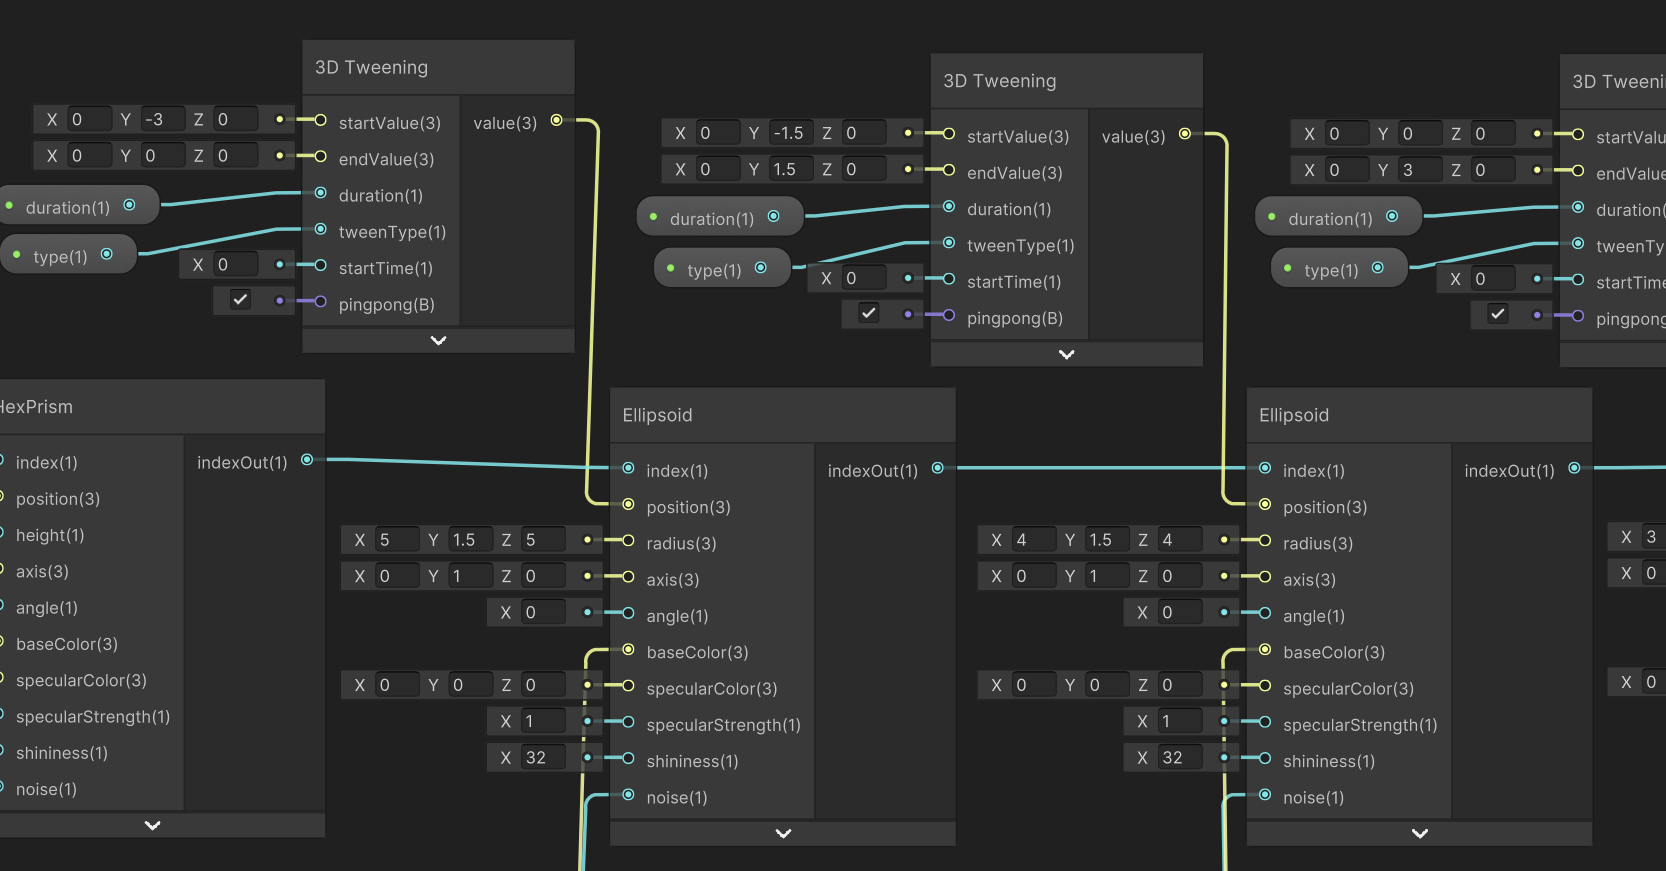 3D Tweening
X 0 Y -3 Z 0 startValue(3) value(3)
X 0 Y 0 Z 0 endValue(3)
duration(1) duration(1)
type(1) tweenType(1)
X 0 startTime(1)
pingpong(B)
3D Tweening
X 0 Y -1.5 Z 0 startValue(3) value(3)
X 0 Y 1.5 Z 0 endValue(3)
duration(1) duration(1)
type(1) tweenType(1)
X 0 startTime(1)
pingpong(B)
3D Tweeni
X 0 Y 0 Z 0 startValu
X 0 Y 3 Z 0 endValue
duration(1) duration(
type(1) tweenTy
X 0 startTime
pingpong
HexPrism
index(1) indexOut(1)
position(3)
height(1)
axis(3)
angle(1)
baseColor(3)
specularColor(3)
specularStrength(1)
shininess(1)
noise(1)
Ellipsoid
index(1) indexOut(1)
position(3)
X 5 Y 1.5 Z 5 radius(3)
X 0 Y 1 Z 0 axis(3)
X 0 angle(1)
baseColor(3)
X 0 Y 0 Z 0 specularColor(3)
X 1 specularStrength(1)
X 32 shininess(1)
noise(1)
Ellipsoid
index(1) indexOut(1)
position(3)
X 4 Y 1.5 Z 4 radius(3)
X 0 Y 1 Z 0 axis(3)
X 0 angle(1)
baseColor(3)
X 0 Y 0 Z 0 specularColor(3)
X 1 specularStrength(1)
X 32 shininess(1)
noise(1)
X 3
X 0
X 0